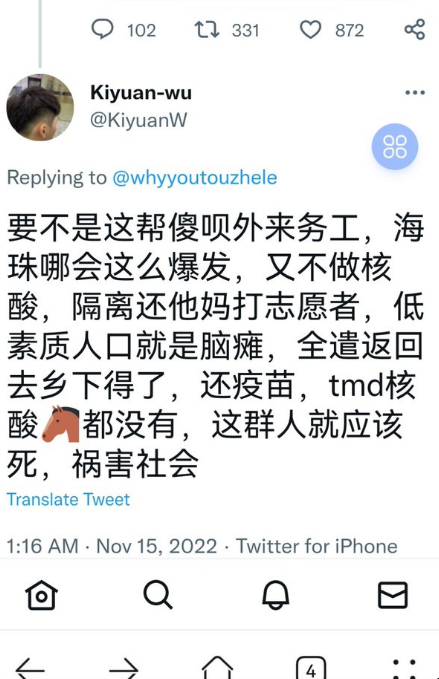 102 331 872
Kiyuan-wu
@KiyuanW
Replying to @whyyoutouzhele
要不是这帮傻呗外来务工，海
珠哪会这么爆发，又不做核
酸，隔离还他妈打志愿者，低
素质人口就是脑瘫，全遣返回
去乡下得了，还疫苗，tmd核
酸🐴都没有，这群人就应该
死，祸害社会
Translate Tweet
1:16 AM · Nov 15, 2022 · Twitter for iPhone
4